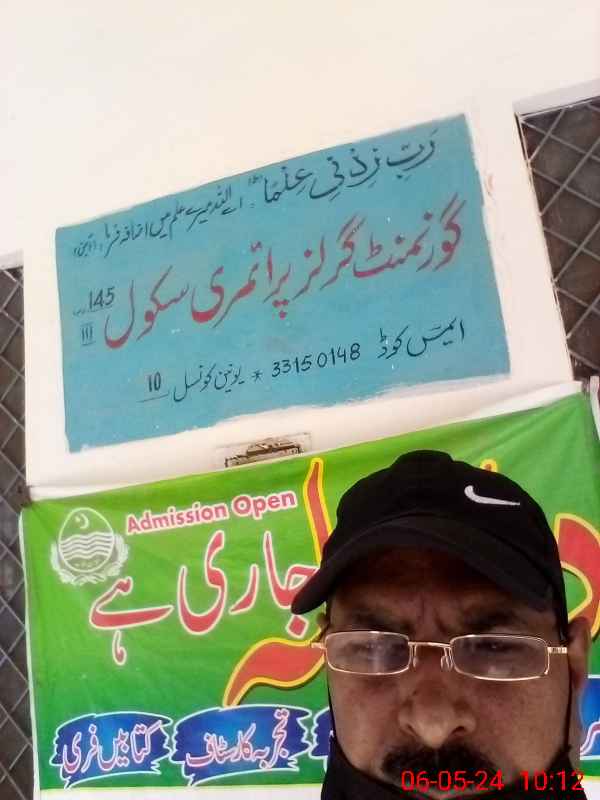 رَبِّ زِدْنِی عِلْمًا
اے اللہ میرے علم میں اضافہ فرما (آمین)
گورنمنٹ گرلز پرائمری سکول 145
III
ایمس کوڈ 33150148 * یونین کونسل 10
Admission Open
جاری ہے
تجربہ کار سٹاف
کتابیں فری
06-05-24 10:12